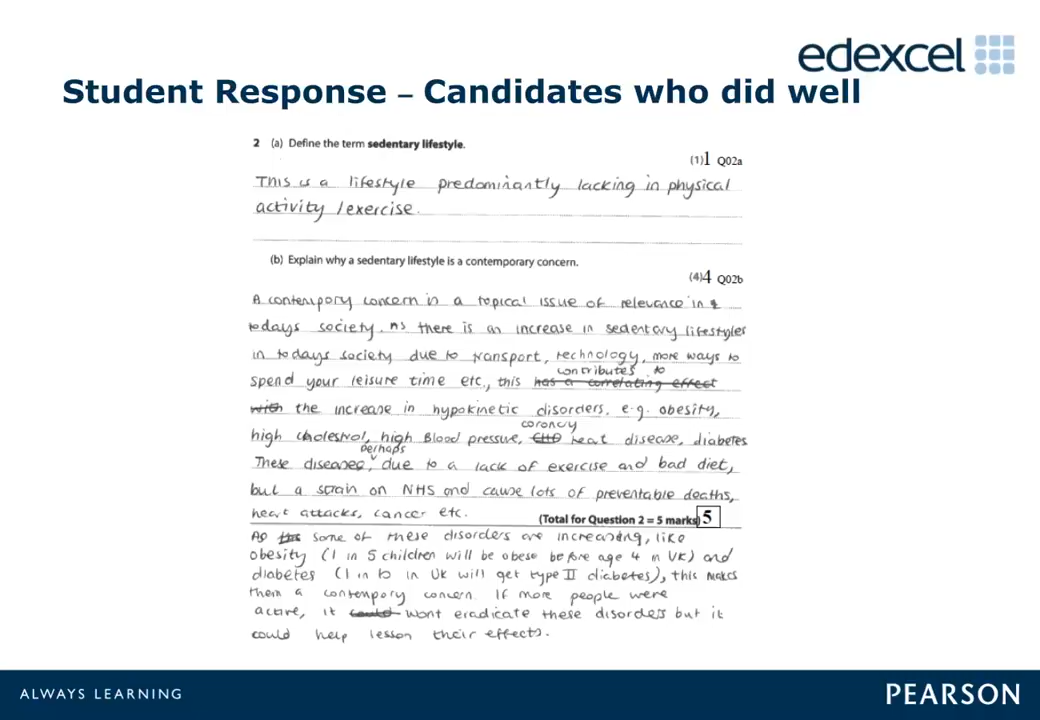 edexcel
Student Response – Candidates who did well
2 (a) Define the term sedentary lifestyle.
(1) 1 Q02a
This is a lifestyle predominantly lacking in physical
activity /exercise.
(b) Explain why a sedentary lifestyle is a contemporary concern.
(4) 4 Q02b
A contempory concern is a topical issue of relevance in
todays society. As there is an increase in sedentary lifestyles
in todays society due to transport, technology, more ways to
contributes to
spend your leisure time etc., this has a correlating effect
with the increase in hypokinetic disorders. e.g. obesity,
coronory
high cholestrol, high Blood pressure, CHD heart disease, diabetes
perhaps
These diseases, due to a lack of exercise and bad diet,
put a strain on NHS and cause lots of preventable deaths,
heart attacks, cancer etc.
(Total for Question 2 = 5 marks) 5
As some of these disorders are increasing, like
obesity (1 in 5 children will be obese before age 4 in UK) and
diabetes (1 in 10 in UK will get type II diabetes), this makes
them a contempory concern. If more people were
active, it could wont eradicate these disorders but it
could help lesson their effects.
ALWAYS LEARNING
PEARSON